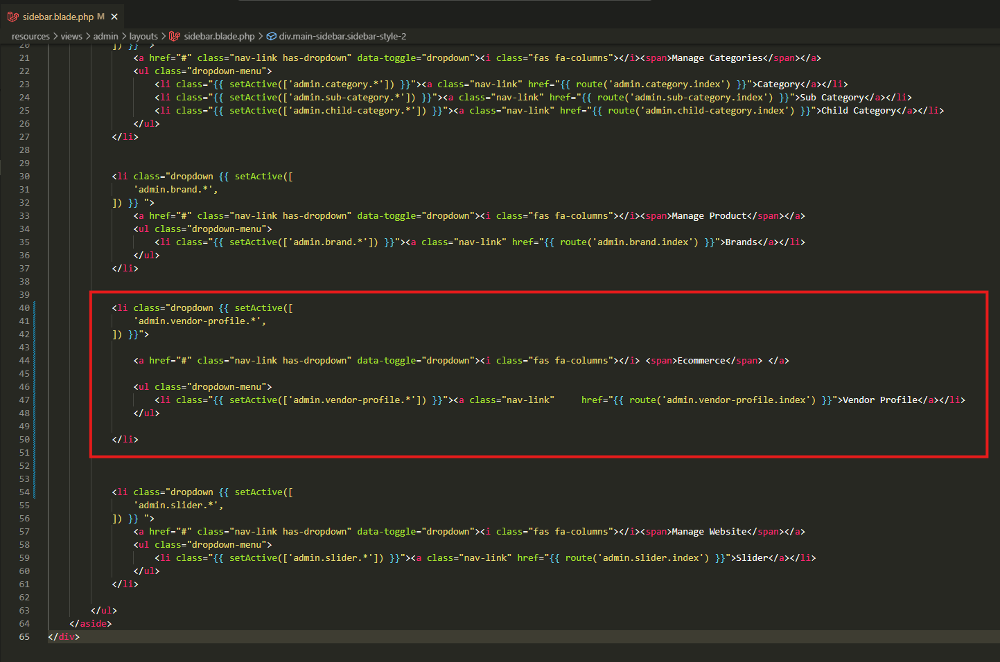 sidebar.blade.php M
resources > views > admin > layouts > sidebar.blade.php > div.main-sidebar.sidebar-style-2
20 ]) }} ">
21 <a href="#" class="nav-link has-dropdown" data-toggle="dropdown"><i class="fas fa-columns"></i><span>Manage Categories</span></a>
22 <ul class="dropdown-menu">
23 <li class="{{ setActive(['admin.category.*']) }}"><a class="nav-link" href="{{ route('admin.category.index') }}">Category</a></li>
24 <li class="{{ setActive(['admin.sub-category.*']) }}"><a class="nav-link" href="{{ route('admin.sub-category.index') }}">Sub Category</a></li>
25 <li class="{{ setActive(['admin.child-category.*']) }}"><a class="nav-link" href="{{ route('admin.child-category.index') }}">Child Category</a></li>
26 </ul>
27 </li>
28
29
30 <li class="dropdown {{ setActive([
31 'admin.brand.*',
32 ]) }} ">
33 <a href="#" class="nav-link has-dropdown" data-toggle="dropdown"><i class="fas fa-columns"></i><span>Manage Product</span></a>
34 <ul class="dropdown-menu">
35 <li class="{{ setActive(['admin.brand.*']) }}"><a class="nav-link" href="{{ route('admin.brand.index') }}">Brands</a></li>
36 </ul>
37 </li>
38
39
40 <li class="dropdown {{ setActive([
41 'admin.vendor-profile.*',
42 ]) }}">
43
44 <a href="#" class="nav-link has-dropdown" data-toggle="dropdown"><i class="fas fa-columns"></i> <span>Ecommerce</span> </a>
45
46 <ul class="dropdown-menu">
47 <li class="{{ setActive(['admin.vendor-profile.*']) }}"><a class="nav-link"     href="{{ route('admin.vendor-profile.index') }}">Vendor Profile</a></li>
48 </ul>
49
50 </li>
51
52
53
54 <li class="dropdown {{ setActive([
55 'admin.slider.*',
56 ]) }} ">
57 <a href="#" class="nav-link has-dropdown" data-toggle="dropdown"><i class="fas fa-columns"></i><span>Manage Website</span></a>
58 <ul class="dropdown-menu">
59 <li class="{{ setActive(['admin.slider.*']) }}"><a class="nav-link" href="{{ route('admin.slider.index') }}">Slider</a></li>
60 </ul>
61 </li>
62
63 </ul>
64 </aside>
65 </div>